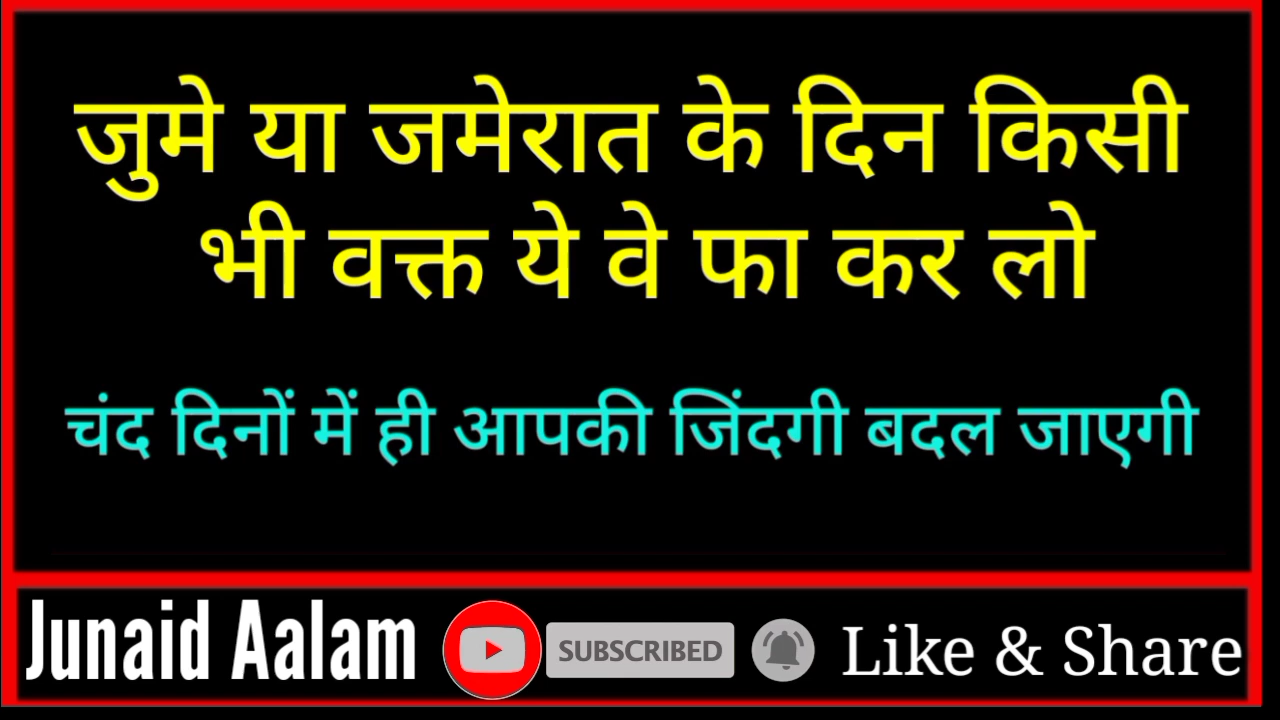 जुमे या जमेरात के दिन किसी
भी वक्त ये वे फा कर लो
चंद दिनों में ही आपकी जिंदगी बदल जाएगी
Junaid Aalam SUBSCRIBED Like & Share